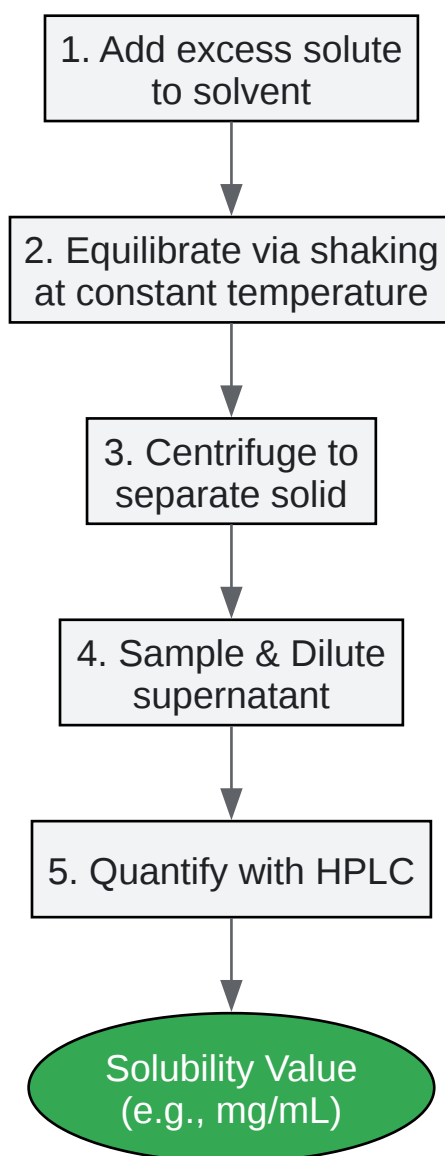 1. Add excess solute
to solvent
2. Equilibrate via shaking
at constant temperature
3. Centrifuge to
separate solid
4. Sample & Dilute
supernatant
5. Quantify with HPLC
Solubility Value
(e.g., mg/mL)